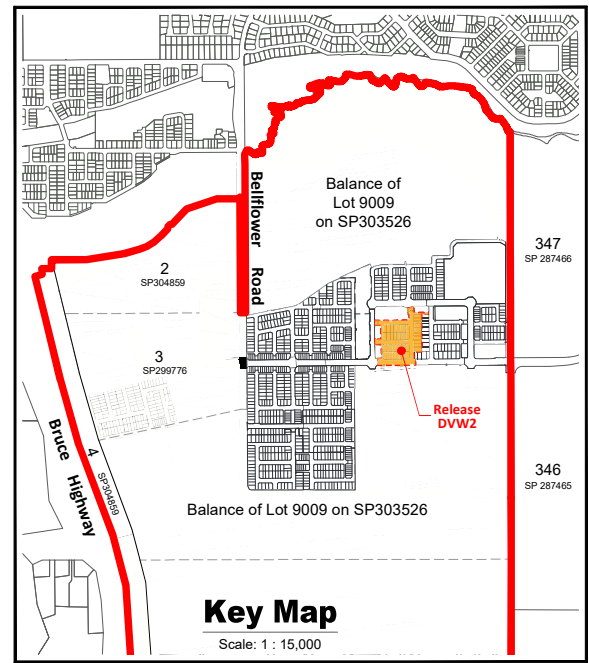 Balance of
Lot 9009
on SP303526
Bellflower Road
347
SP 287466
2
SP304859
3
SP299776
Release
DVW2
4
SP304859
Bruce Highway
346
SP 287465
Balance of Lot 9009 on SP303526
Key Map
Scale: 1 : 15,000